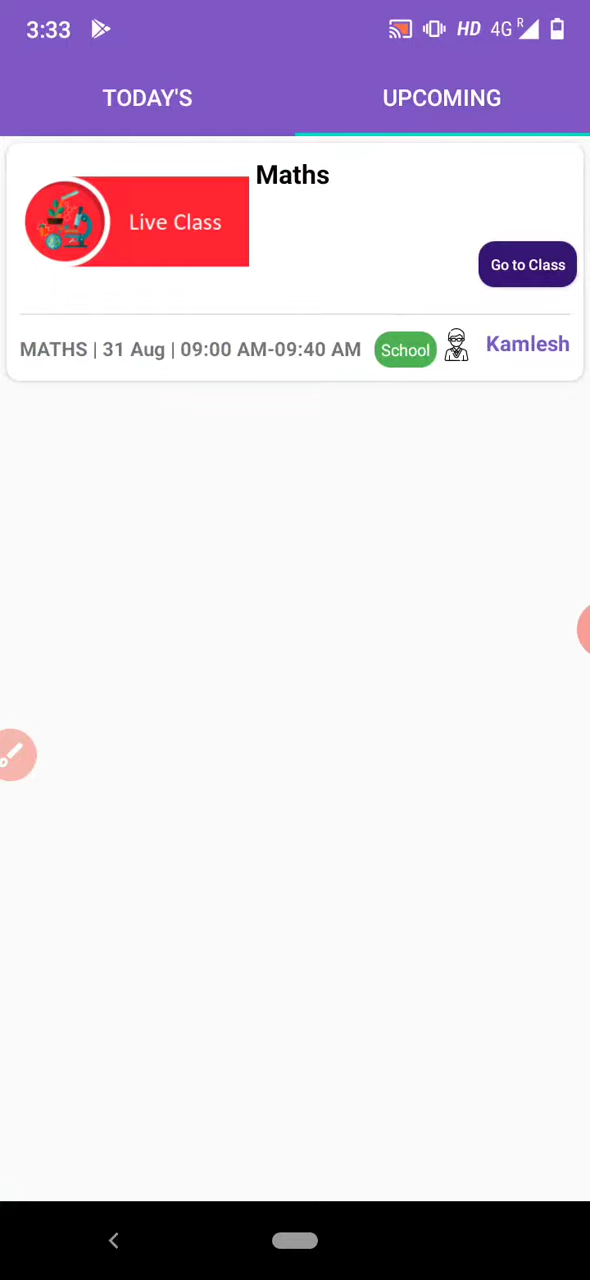 3:33 HD 4G R
TODAY'S UPCOMING
Maths
Live Class
Go to Class
MATHS | 31 Aug | 09:00 AM-09:40 AM School Kamlesh